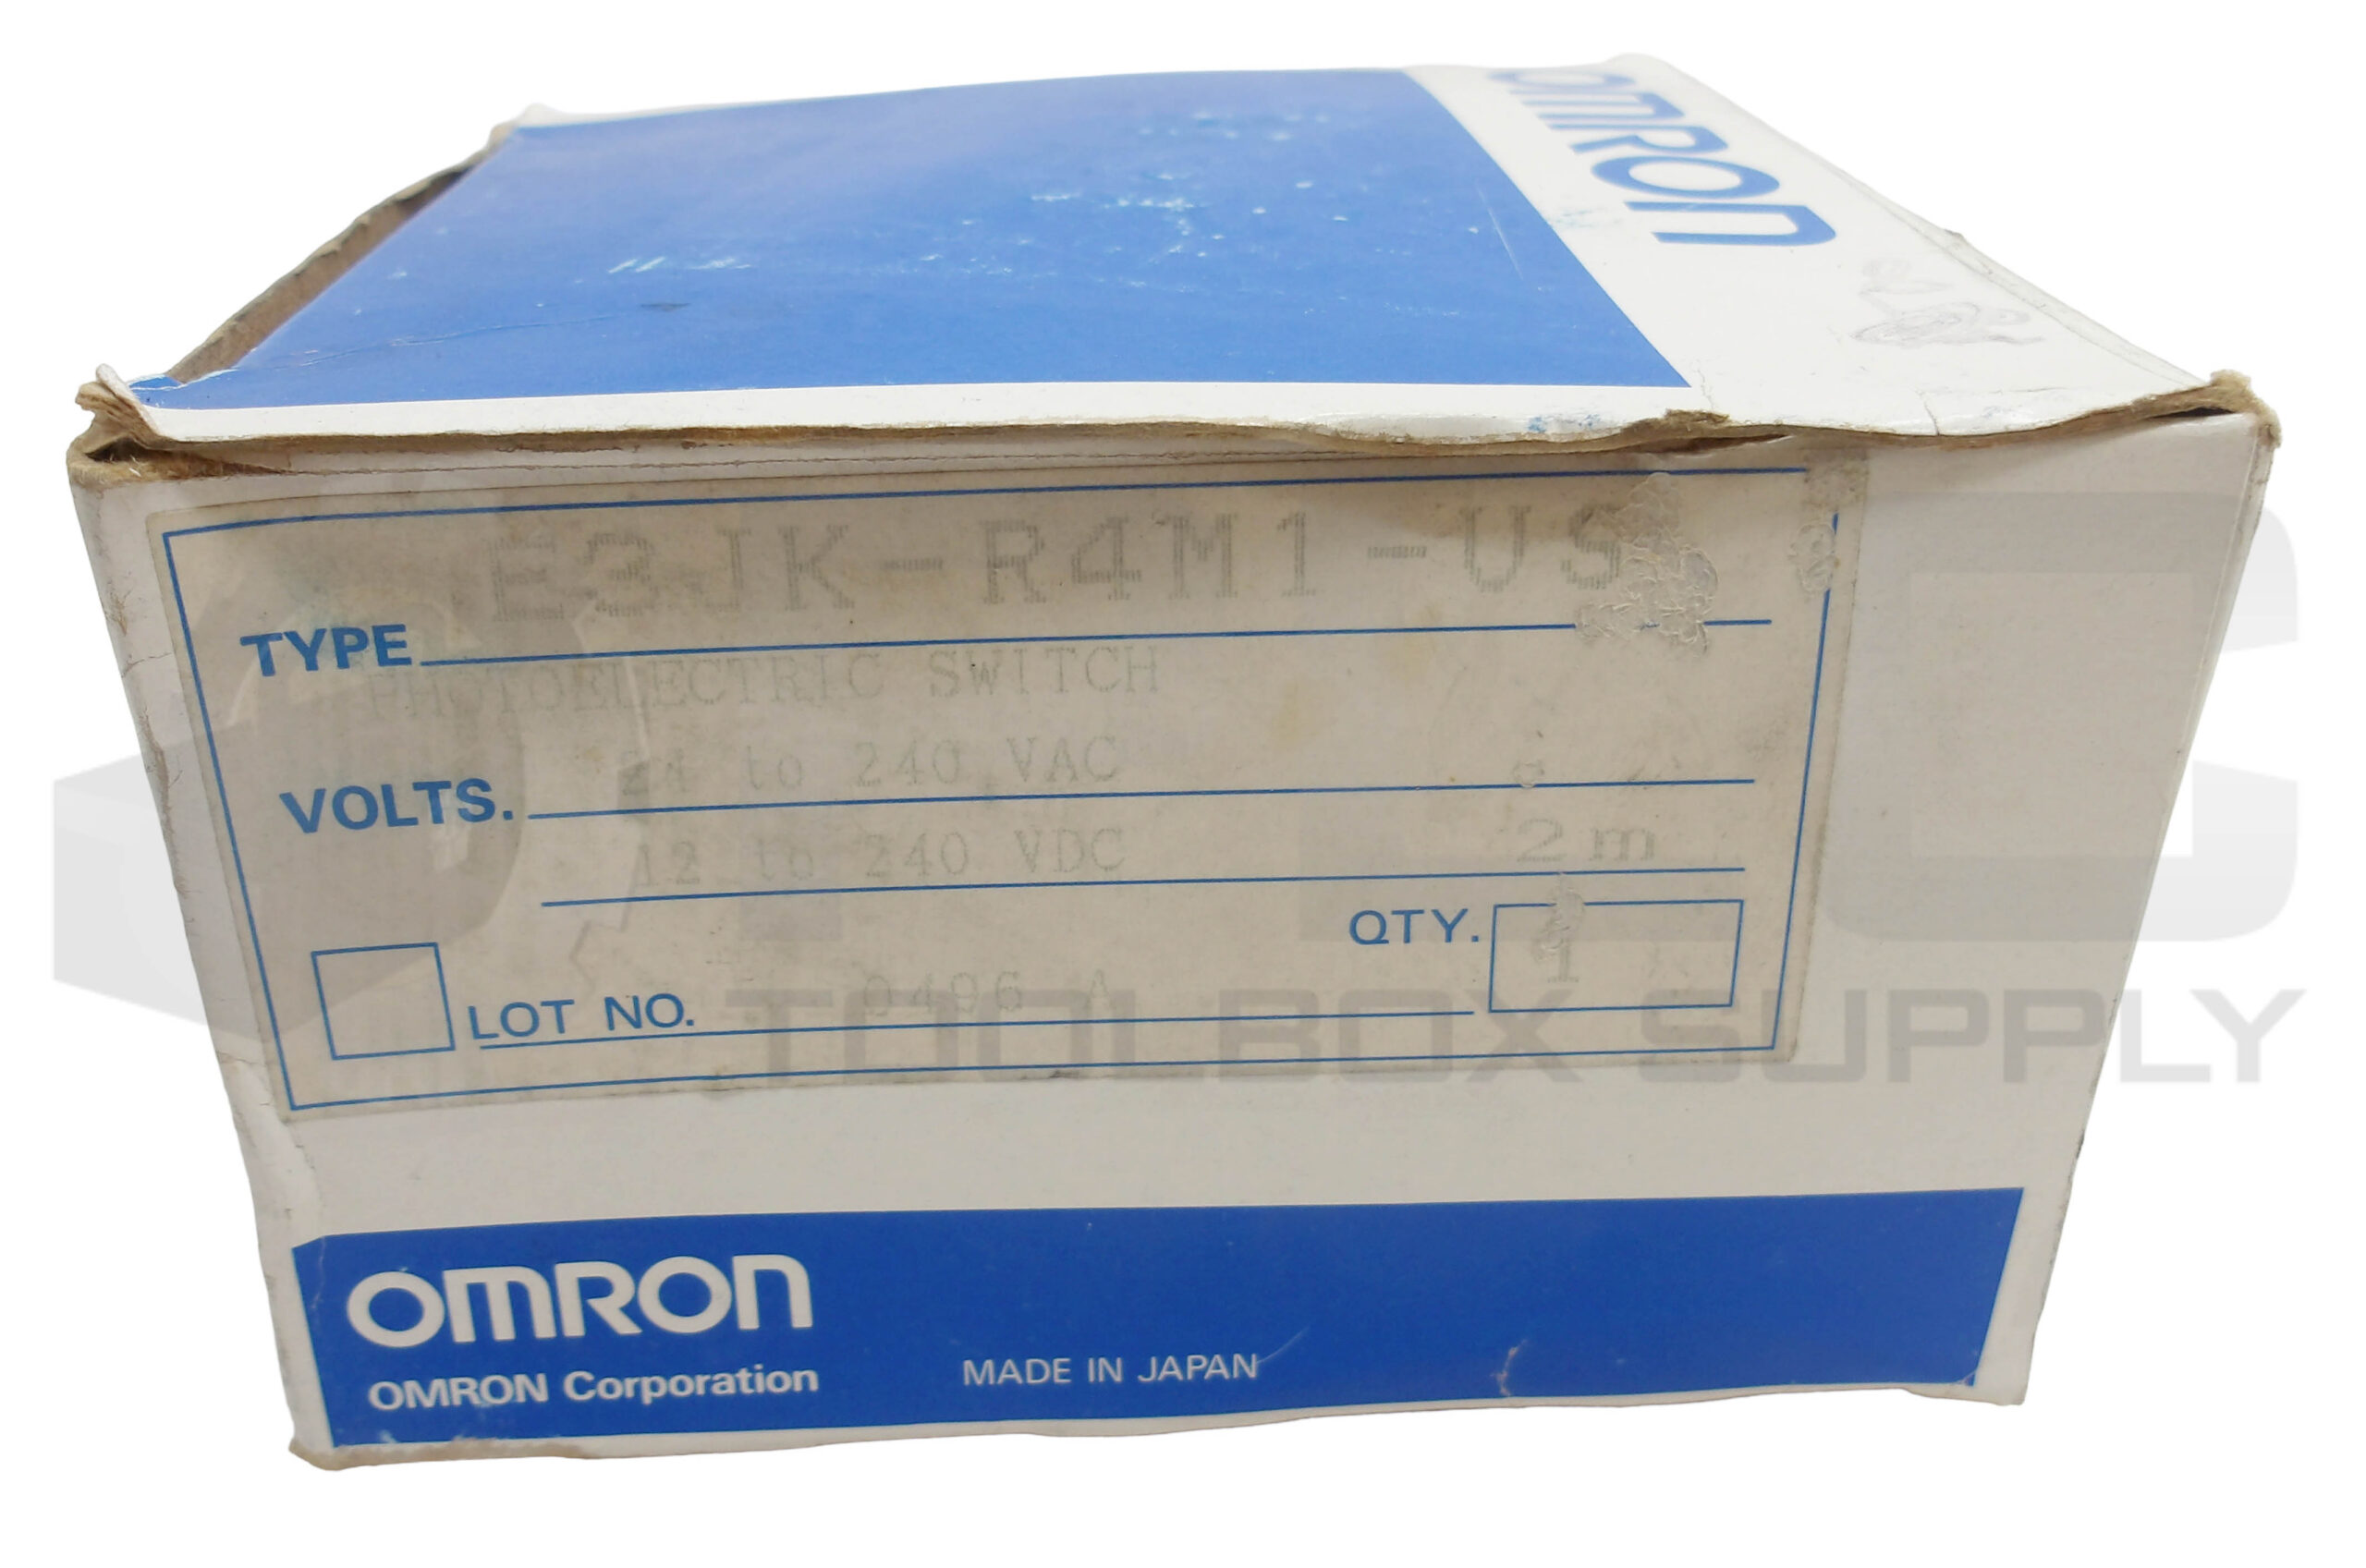 OMRON
E3JK-R4M1-US
TYPE
PHOTOELECTRIC SWITCH
24 to 240 VAC
VOLTS.
12 to 240 VDC 2m
QTY. 1
LOT NO. 0496 A
TOOLBOX SUPPLY
OMRON
OMRON Corporation MADE IN JAPAN